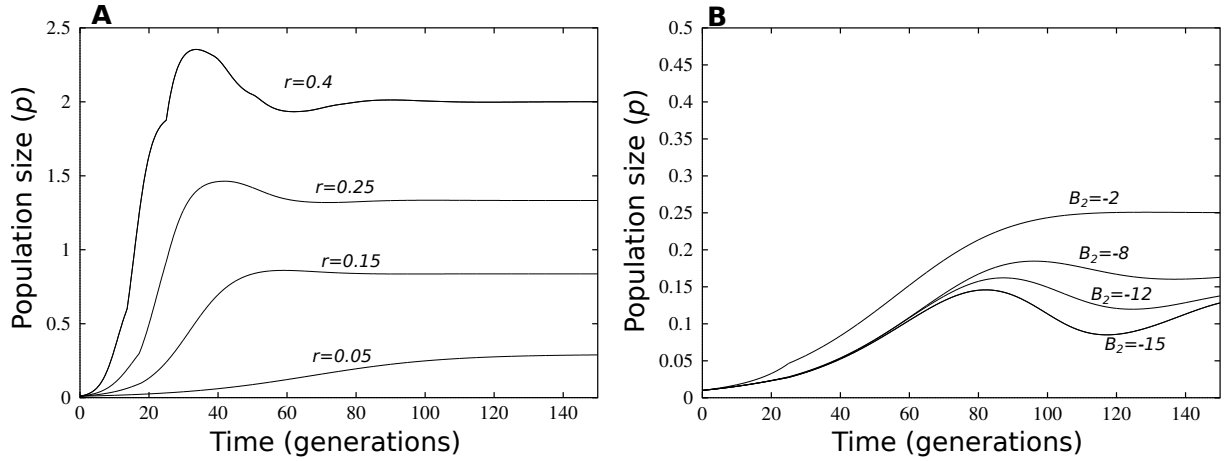 A
Population size (p)
2.5
2
1.5
1
0.5
0
r=0.4
r=0.25
r=0.15
r=0.05
0 20 40 60 80 100 120 140
Time (generations)
B
Population size (p)
0.5
0.45
0.4
0.35
0.3
0.25
0.2
0.15
0.1
0.05
0
B₂=-2
B₂=-8
B₂=-12
B₂=-15
0 20 40 60 80 100 120 140
Time (generations)